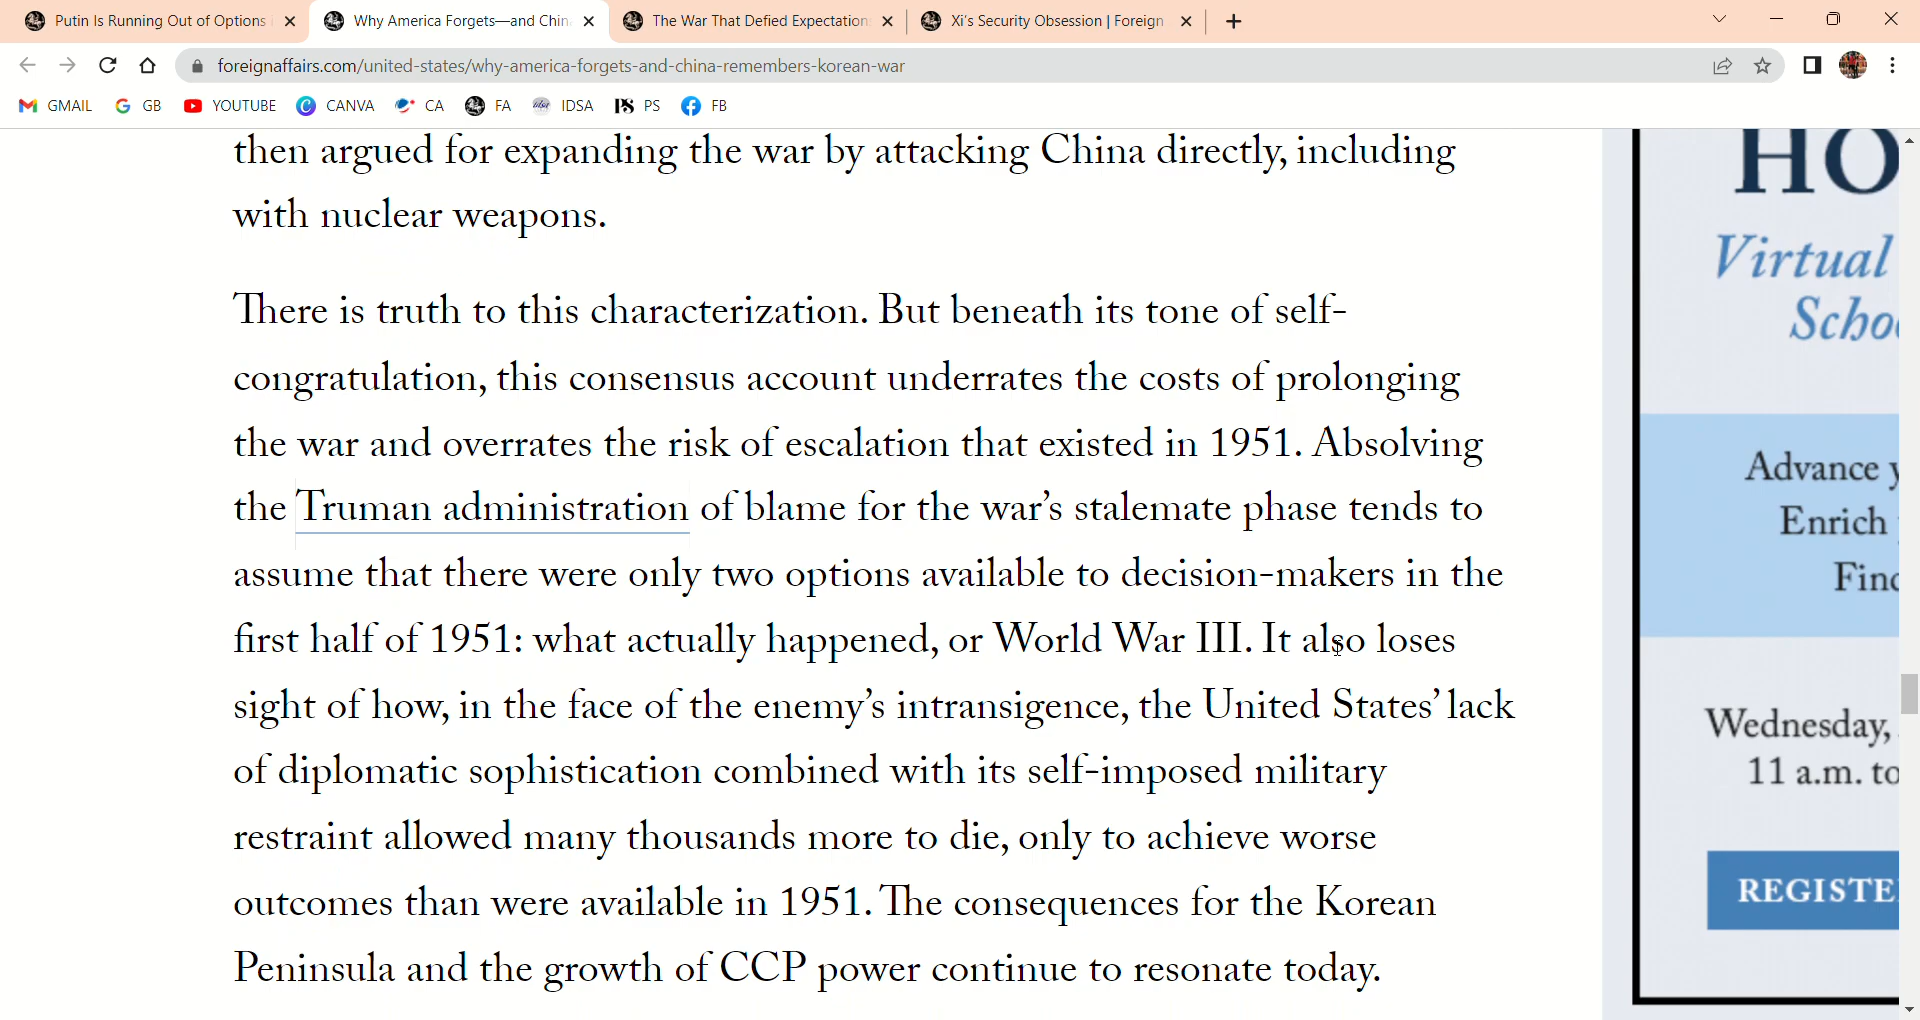 Putin Is Running Out of Options
Why America Forgets—and Chin
The War That Defied Expectation
Xi's Security Obsession | Foreign
foreignaffairs.com/united-states/why-america-forgets-and-china-remembers-korean-war
GMAIL
GB
YOUTUBE
CANVA
CA
FA
IDSA
PS
FB
then argued for expanding the war by attacking China directly, including
with nuclear weapons.
There is truth to this characterization. But beneath its tone of self-
congratulation, this consensus account underrates the costs of prolonging
the war and overrates the risk of escalation that existed in 1951. Absolving
the Truman administration of blame for the war's stalemate phase tends to
assume that there were only two options available to decision-makers in the
first half of 1951: what actually happened, or World War III. It also loses
sight of how, in the face of the enemy's intransigence, the United States' lack
of diplomatic sophistication combined with its self-imposed military
restraint allowed many thousands more to die, only to achieve worse
outcomes than were available in 1951. The consequences for the Korean
Peninsula and the growth of CCP power continue to resonate today.
HO
Virtual
Schoo
Advance y
Enrich
Find
Wednesday,
11 a.m. to
REGISTE